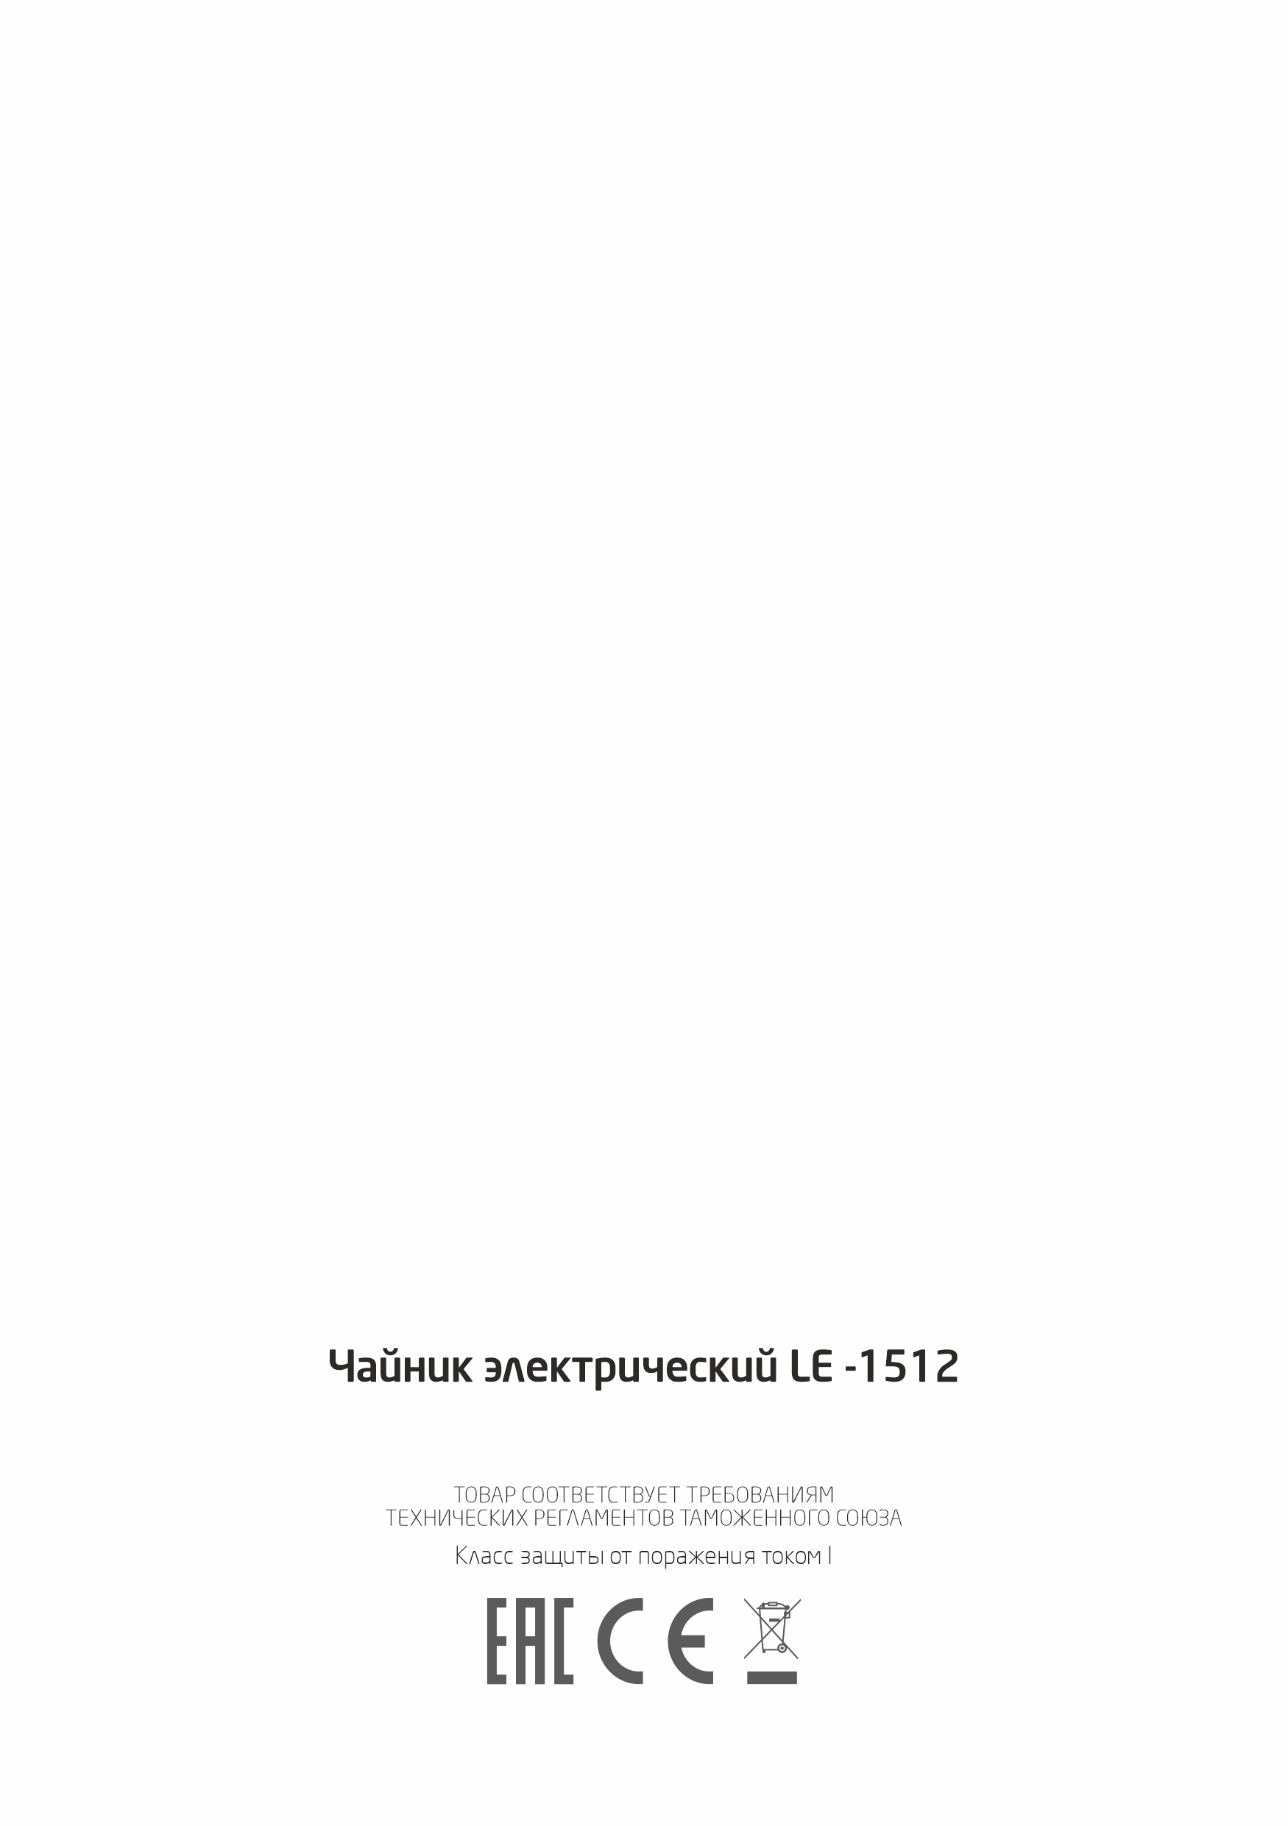 Чайник электрический LE -1512
ТОВАР СООТВЕТСТВУЕТ ТРЕБОВАНИЯМ
ТЕХНИЧЕСКИХ РЕГЛАМЕНТОВ ТАМОЖЕННОГО СОЮЗА
Класс защиты от поражения током I
ЕАС CE